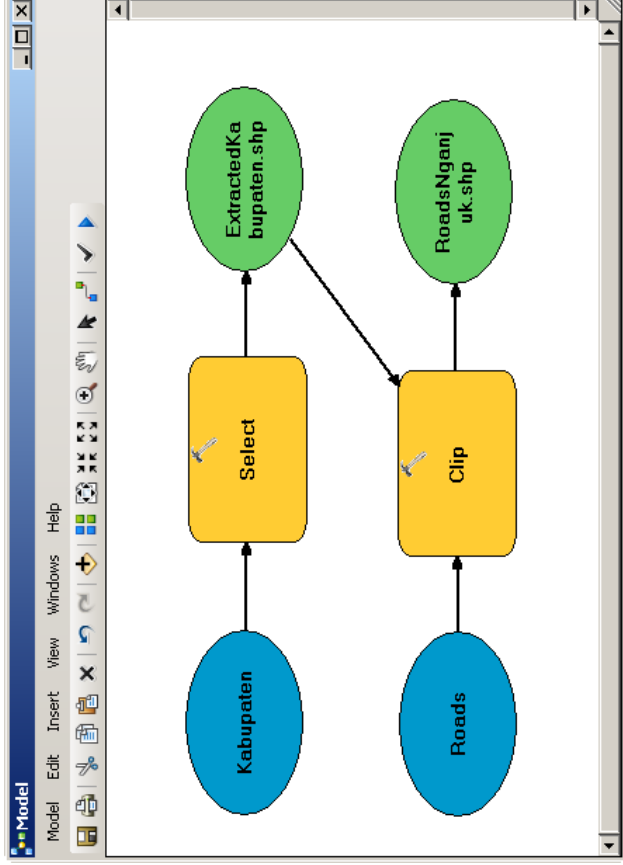 Model
Model Edit Insert View Windows Help
Kabupaten
Select
ExtractedKa
bupaten.shp
Roads
Clip
RoadsNganj
uk.shp